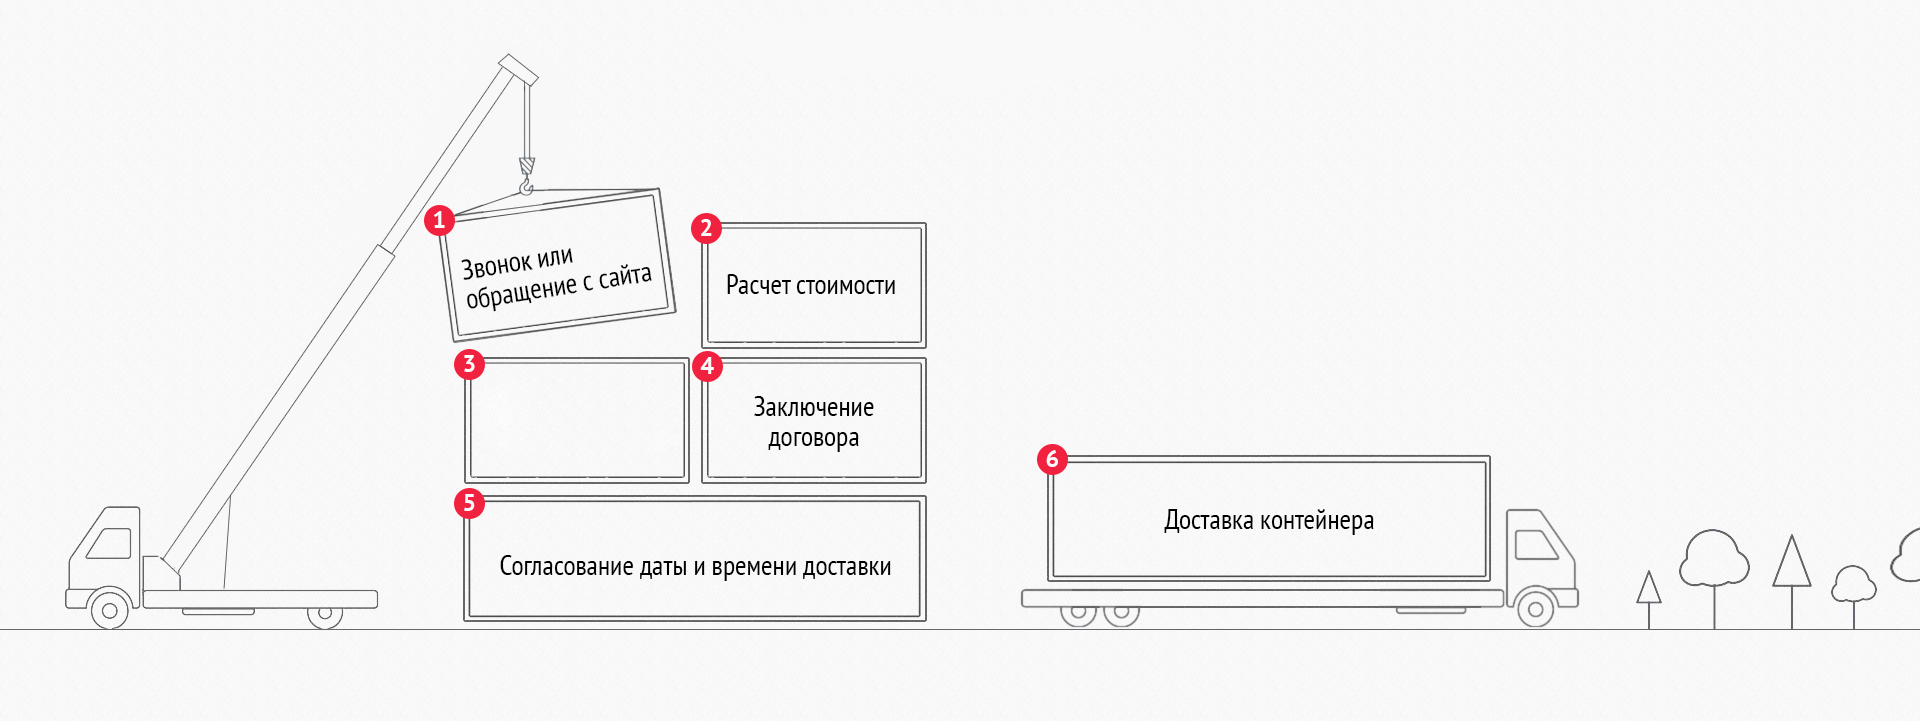 1
Звонок или
обращение с сайта
2
Расчет стоимости
3
4
Заключение
договора
5
Согласование даты и времени доставки
6
Доставка контейнера